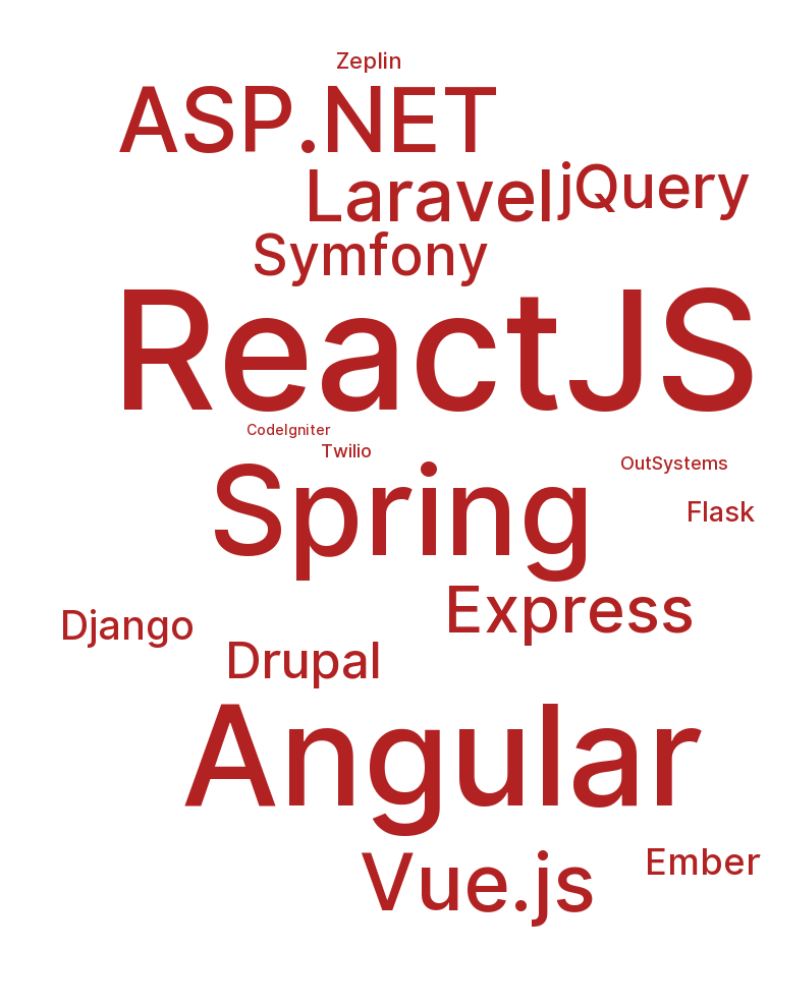 Zeplin
ASP.NET
Laravel
jQuery
Symfony
ReactJS
CodeIgniter
Twilio
OutSystems
Spring
Flask
Express
Django
Drupal
Angular
Vue.js
Ember